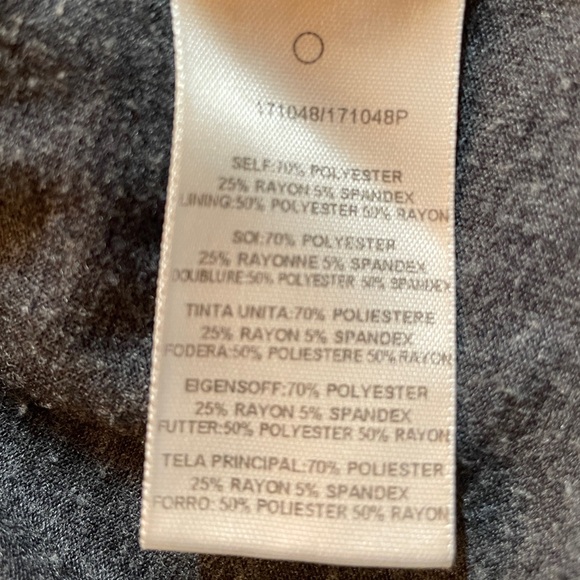 171048/171048P
SELF:70% POLYESTER
25% RAYON 5% SPANDEX
LINING:50% POLYESTER 50% RAYON
SOI:70% POLYESTER
25% RAYONNE 5% SPANDEX
DOUBLURE:50% POLYESTER 50% SPANDEX
TINTA UNITA:70% POLIESTERE
25% RAYON 5% SPANDEX
FODERA:50% POLIESTERE 50% RAYON
EIGENSOFF:70% POLYESTER
25% RAYON 5% SPANDEX
FUTTER:50% POLYESTER 50% RAYON
TELA PRINCIPAL:70% POLIESTER
25% RAYON 5% SPANDEX
FORRO: 50% POLIESTER 50% RAYON